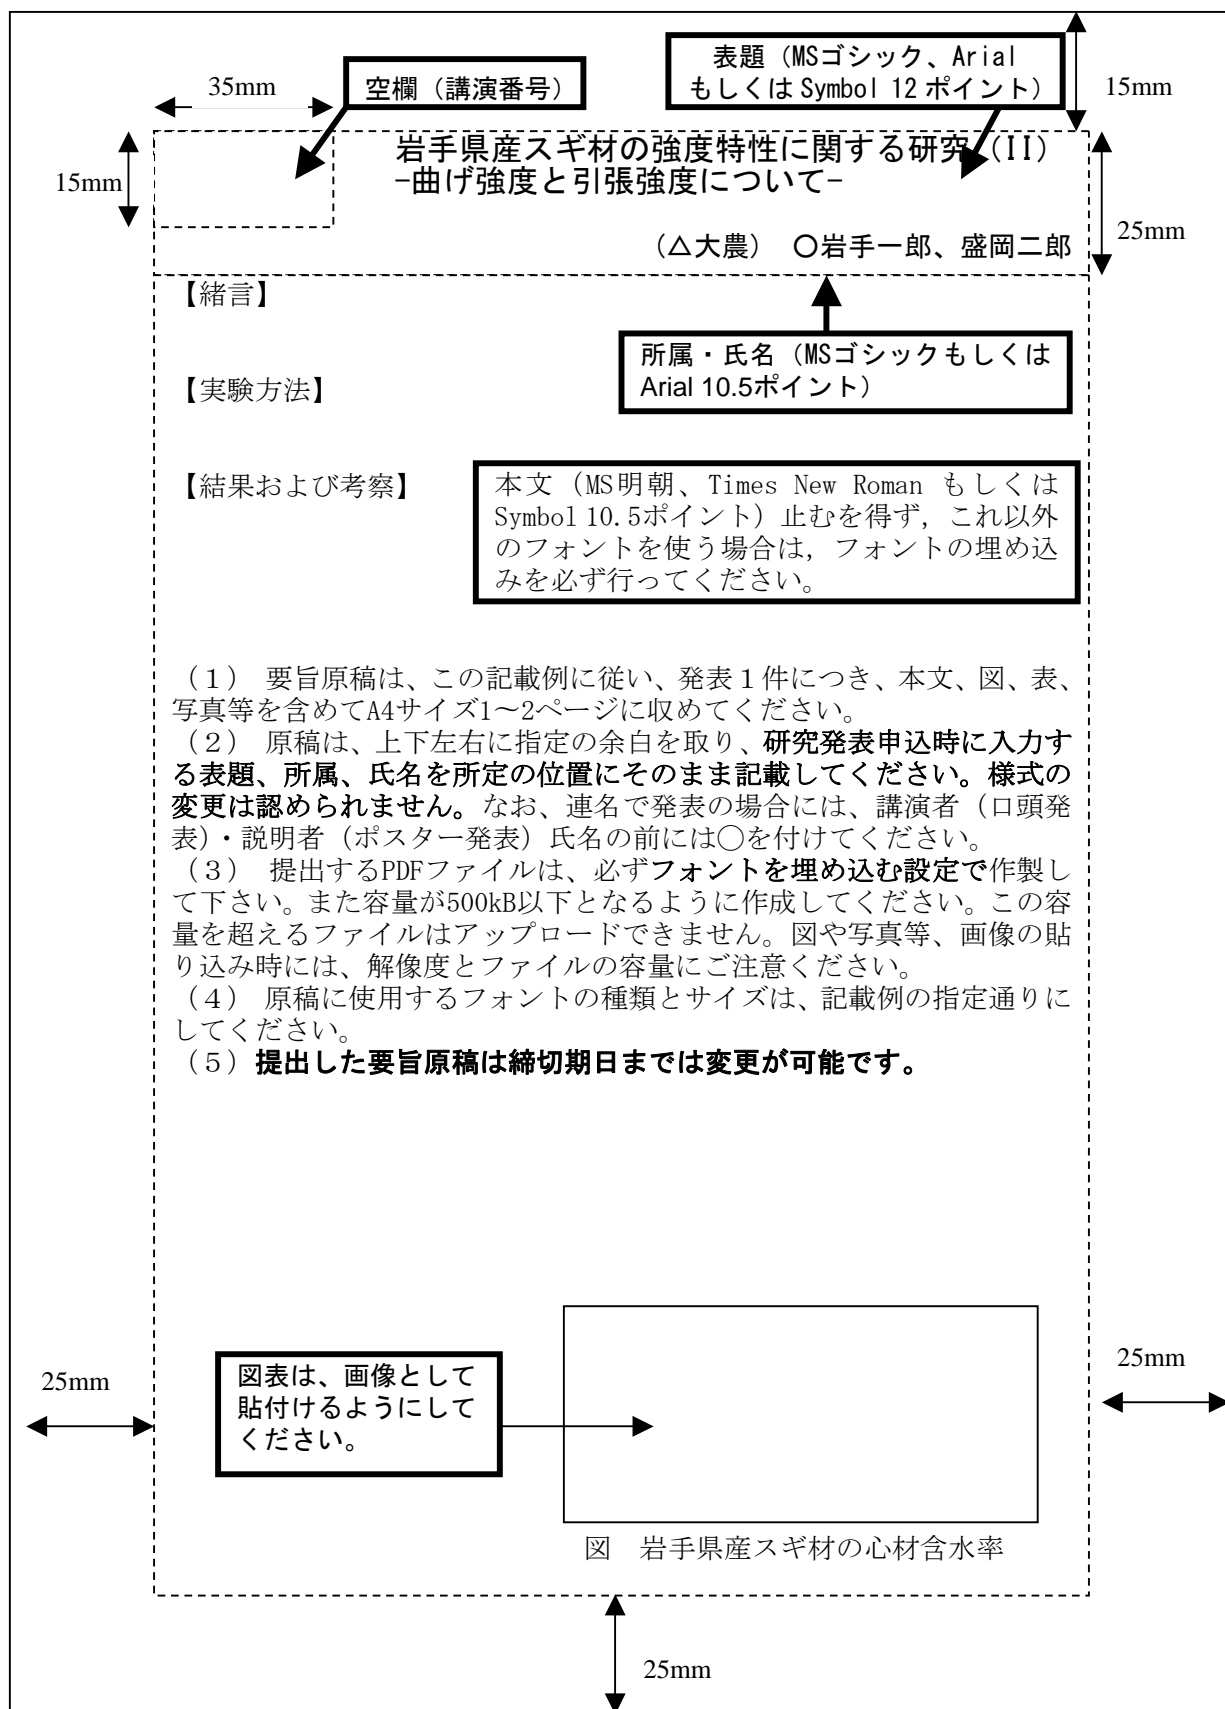 表題（MSゴシック、Arial
もしくは Symbol 12 ポイント）
空欄（講演番号）
35mm
15mm
15mm
岩手県産スギ材の強度特性に関する研究（II）
-曲げ強度と引張強度について-
25mm
（△大農）　○岩手一郎、盛岡二郎
【緒言】
所属・氏名（MSゴシックもしくは
Arial 10.5ポイント）
【実験方法】
【結果および考察】
本文（MS明朝、Times New Roman もしくは
Symbol 10.5ポイント）止むを得ず，これ以外
のフォントを使う場合は，フォントの埋め込
みを必ず行ってください。
（１）　要旨原稿は、この記載例に従い、発表１件につき、本文、図、表、
写真等を含めてA4サイズ1～2ページに収めてください。
（２）　原稿は、上下左右に指定の余白を取り、研究発表申込時に入力す
る表題、所属、氏名を所定の位置にそのまま記載してください。様式の
変更は認められません。なお、連名で発表の場合には、講演者（口頭発
表）・説明者（ポスター発表）氏名の前には○を付けてください。
（３）　提出するPDFファイルは、必ずフォントを埋め込む設定で作製し
て下さい。また容量が500kB以下となるように作成してください。この容
量を超えるファイルはアップロードできません。図や写真等、画像の貼
り込み時には、解像度とファイルの容量にご注意ください。
（４）　原稿に使用するフォントの種類とサイズは、記載例の指定通りに
してください。
（５）提出した要旨原稿は締切期日までは変更が可能です。
図表は、画像として
貼付けるようにして
ください。
25mm
25mm
図　岩手県産スギ材の心材含水率
25mm